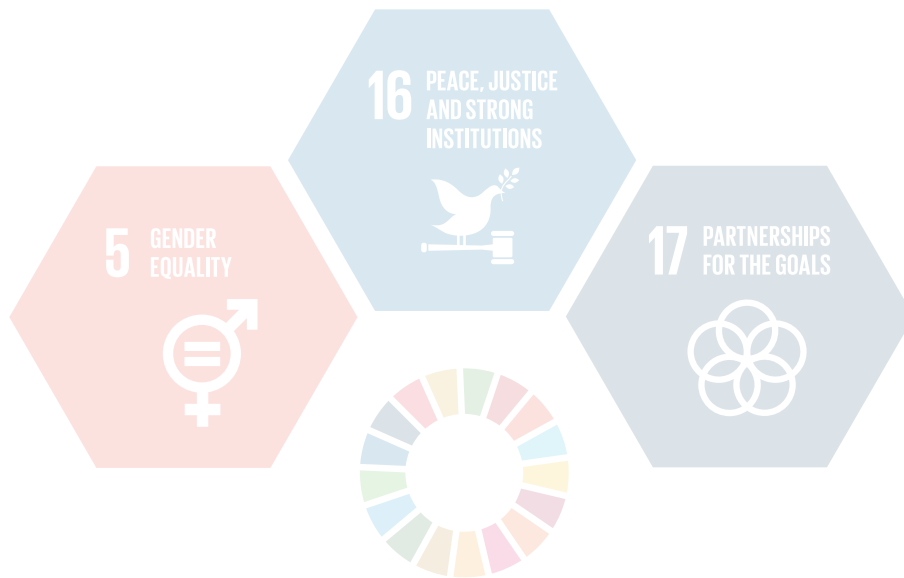 16 PEACE, JUSTICE
AND STRONG
INSTITUTIONS
5 GENDER
EQUALITY
17 PARTNERSHIPS
FOR THE GOALS